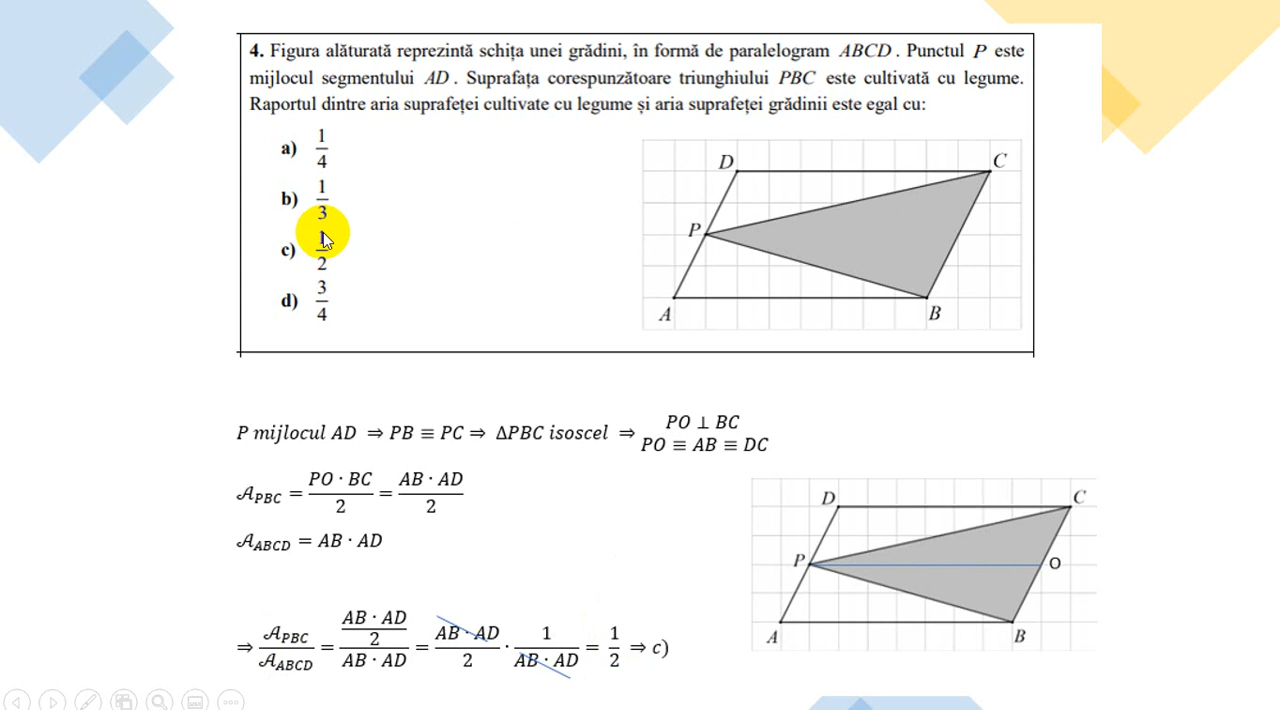 4. Figura alăturată reprezintă schița unei grădini, în formă de paralelogram ABCD. Punctul P este
mijlocul segmentului AD. Suprafața corespunzătoare triunghiului PBC este cultivată cu legume.
Raportul dintre aria suprafeței cultivate cu legume și aria suprafeței grădinii este egal cu:
a) 1/4
b) 1/3
c) 1/2
d) 3/4
D
C
P
A
B
P mijlocul AD ⇒ PB ≡ PC ⇒ ΔPBC isoscel ⇒ PO ⊥ BC
PO ≡ AB ≡ DC
𝒜PBC = PO · BC / 2 = AB · AD / 2
𝒜ABCD = AB · AD
⇒ 𝒜PBC / 𝒜ABCD = (AB · AD / 2) / (AB · AD) = AB · AD / 2 · 1 / AB · AD = 1/2 ⇒ c)
D
C
P
O
A
B